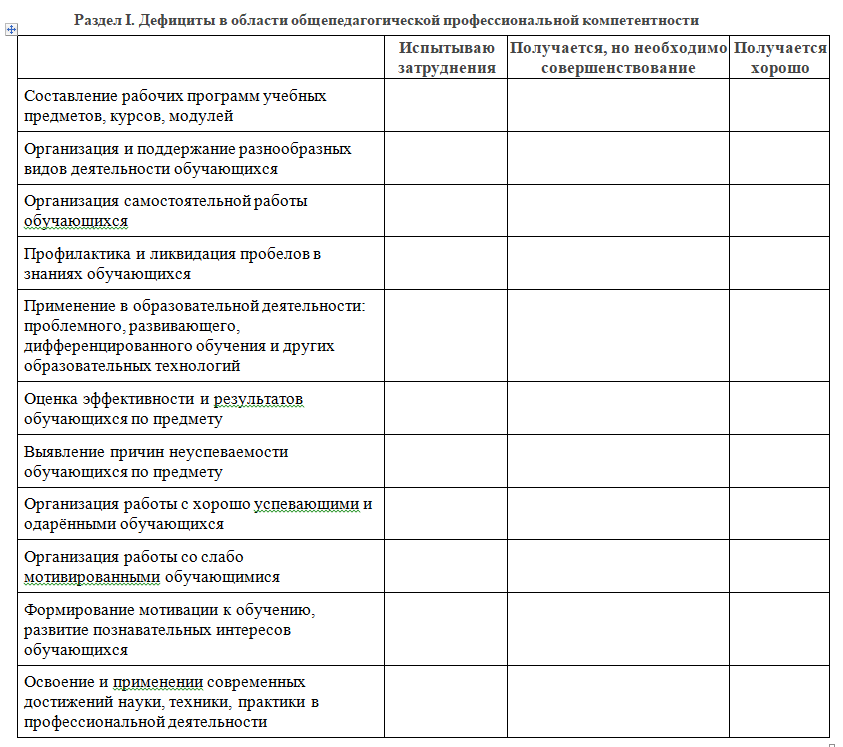 Раздел I. Дефициты в области общепедагогической профессиональной компетентности
Испытываю Получается, но необходимо Получается
затруднения совершенствование хорошо
Составление рабочих программ учебных
предметов, курсов, модулей
Организация и поддержание разнообразных
видов деятельности обучающихся
Организация самостоятельной работы
обучающихся
Профилактика и ликвидация пробелов в
знаниях обучающихся
Применение в образовательной деятельности:
проблемного, развивающего,
дифференцированного обучения и других
образовательных технологий
Оценка эффективности и результатов
обучающихся по предмету
Выявление причин неуспеваемости
обучающихся по предмету
Организация работы с хорошо успевающими и
одарёнными обучающихся
Организация работы со слабо
мотивированными обучающимися
Формирование мотивации к обучению,
развитие познавательных интересов
обучающихся
Освоение и применении современных
достижений науки, техники, практики в
профессиональной деятельности